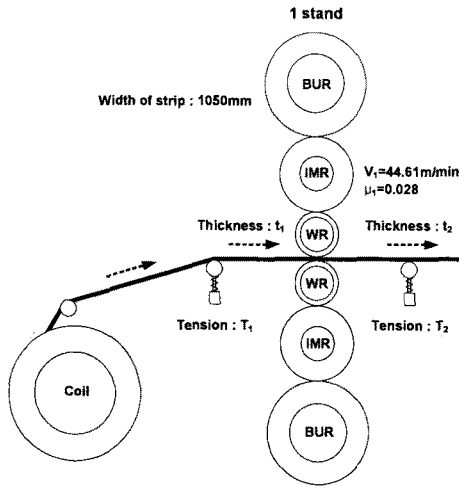 1 stand
BUR
Width of strip : 1050mm
IMR
V₁=44.61m/min
μ₁=0.028
Thickness : t₁
WR
Thickness : t₂
WR
Tension : T₁
Tension : T₂
IMR
Coil
BUR